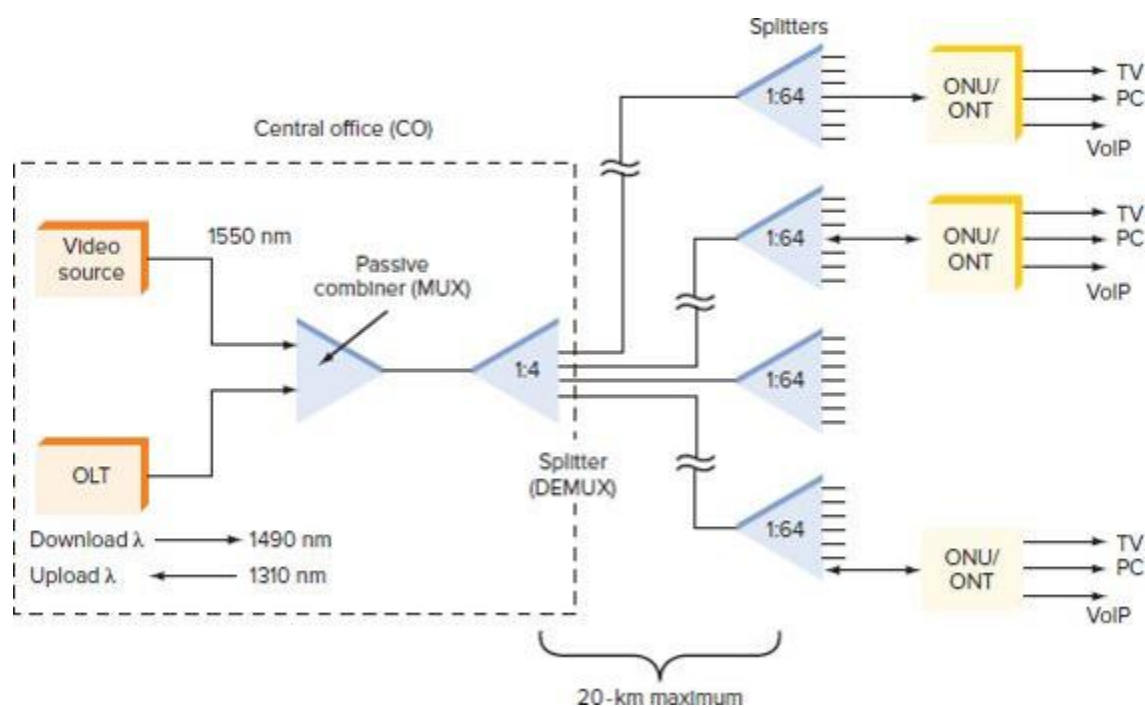 Splitters
1:64
ONU/
ONT
TV
PC
VoIP
Central office (CO)
Video
source
1550 nm
Passive
combiner (MUX)
1:64
ONU/
ONT
TV
PC
VoIP
1:4
1:64
OLT
Splitter
(DEMUX)
Download λ
1490 nm
Upload λ
1310 nm
1:64
ONU/
ONT
TV
PC
VoIP
20-km maximum